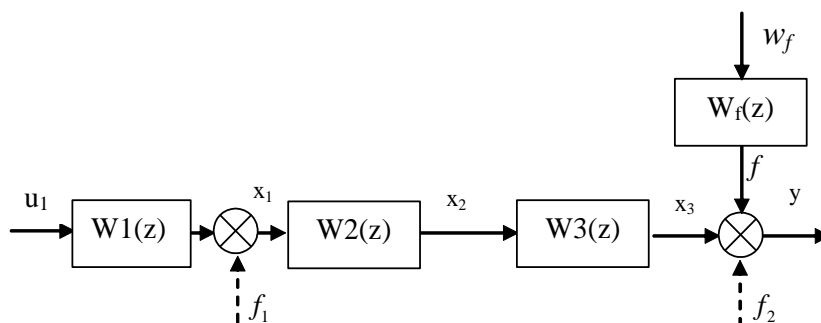 w_f
W_f(z)
f
u_1
W1(z)
x_1
W2(z)
x_2
W3(z)
x_3
y
f_1
f_2